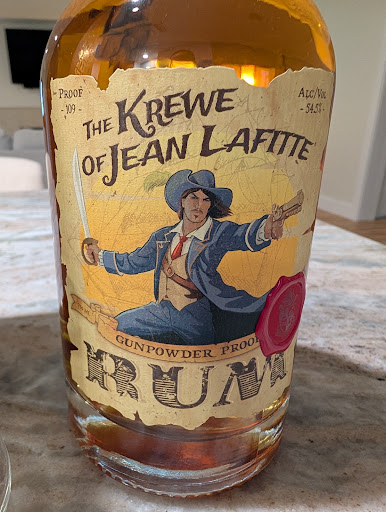 PROOF
- 109 -
ALC/VOL
- 54.5% -
THE KREWE
OF JEAN LAFITTE
GUNPOWDER PROOF
RUM